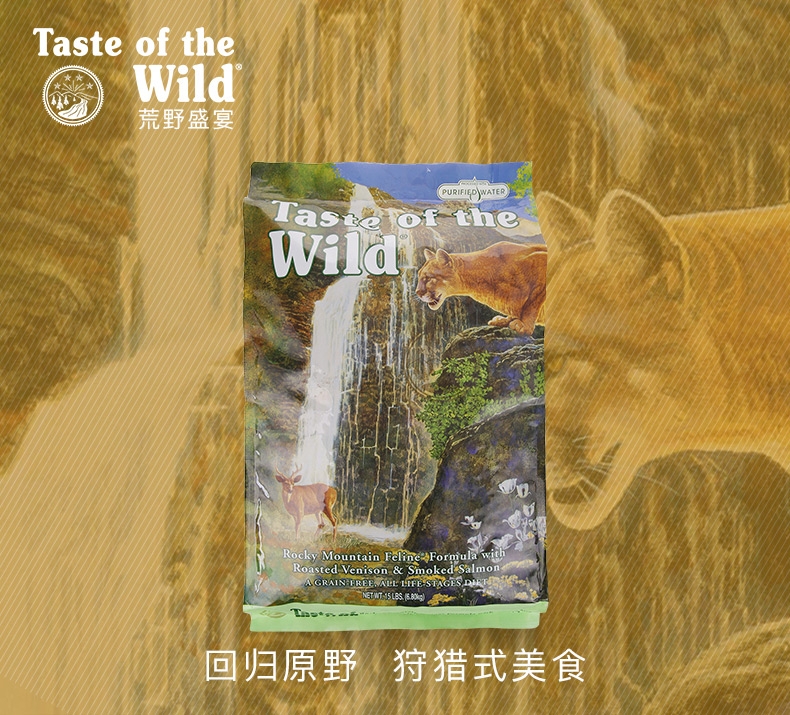 Taste of the
Wild®
荒野盛宴
PURIFIED WATER
Taste of the
Wild®
Rocky Mountain Feline® Formula with
Roasted Venison & Smoked Salmon
A GRAIN-FREE, ALL LIFE STAGES DIET
NET WT. 15 LBS. (6.80kg)
Taste of
回归原野 狩猎式美食